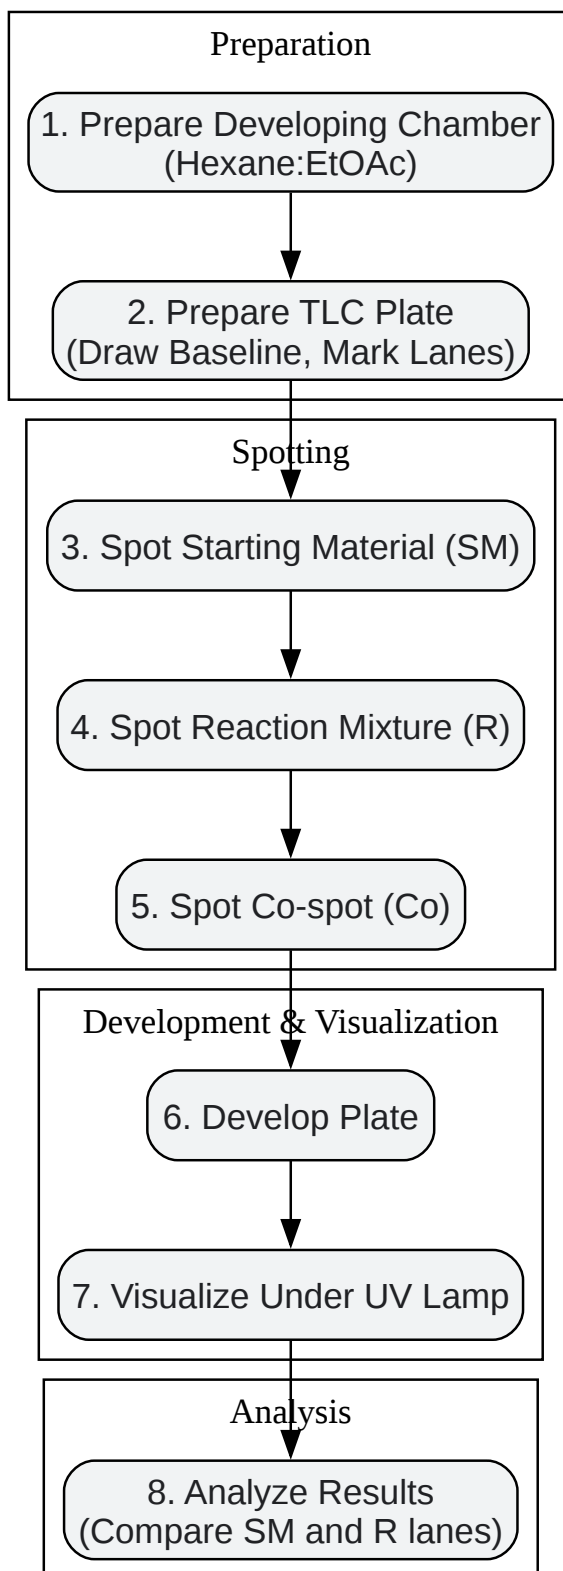 Preparation
1. Prepare Developing Chamber
(Hexane:EtOAc)
2. Prepare TLC Plate
(Draw Baseline, Mark Lanes)
Spotting
3. Spot Starting Material (SM)
4. Spot Reaction Mixture (R)
5. Spot Co-spot (Co)
Development & Visualization
6. Develop Plate
7. Visualize Under UV Lamp
Analysis
8. Analyze Results
(Compare SM and R lanes)